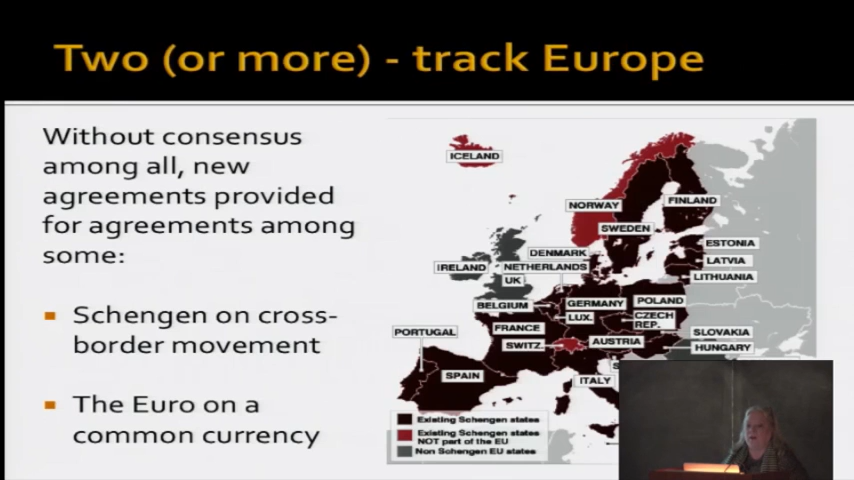 Two (or more) - track Europe
Without consensus
among all, new
agreements provided
for agreements among
some:
Schengen on cross-
border movement
The Euro on a
common currency
ICELAND
NORWAY
FINLAND
SWEDEN
ESTONIA
DENMARK
LATVIA
IRELAND
NETHERLANDS
LITHUANIA
UK
BELGIUM
GERMANY
POLAND
LUX.
CZECH
REP.
PORTUGAL
FRANCE
SLOVAKIA
SWITZ
AUSTRIA
HUNGARY
SPAIN
ITALY
Existing Schengen states
Existing Schengen states
NOT part of the EU
Non Schengen EU states